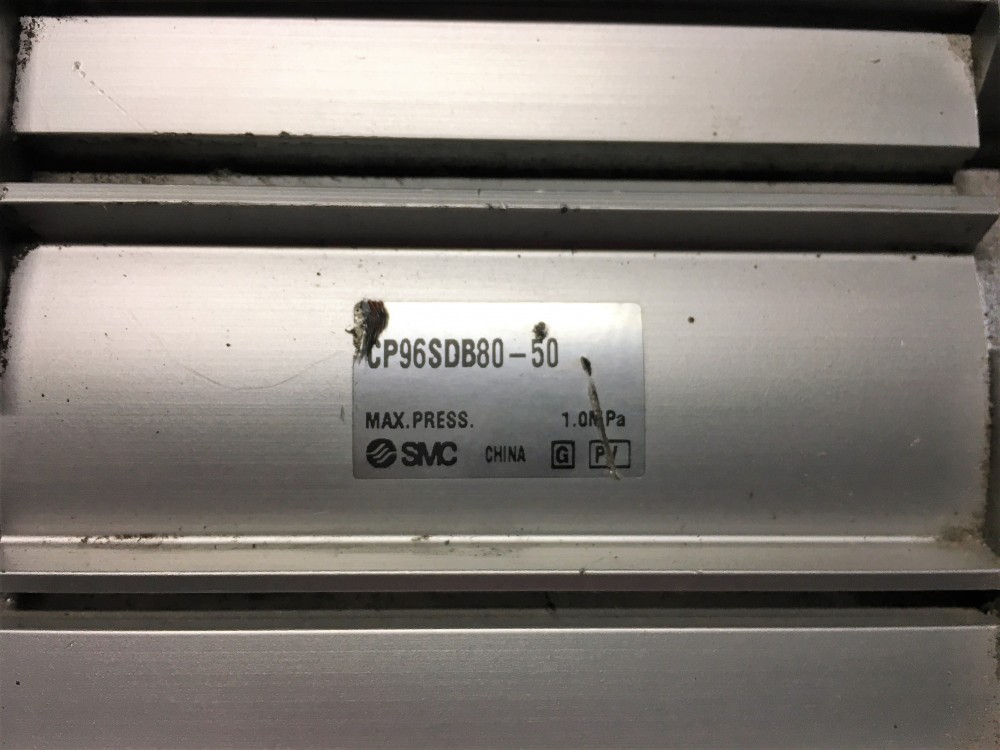 CP96SDB80-50
MAX.PRESS. 1.0MPa
SMC CHINA G